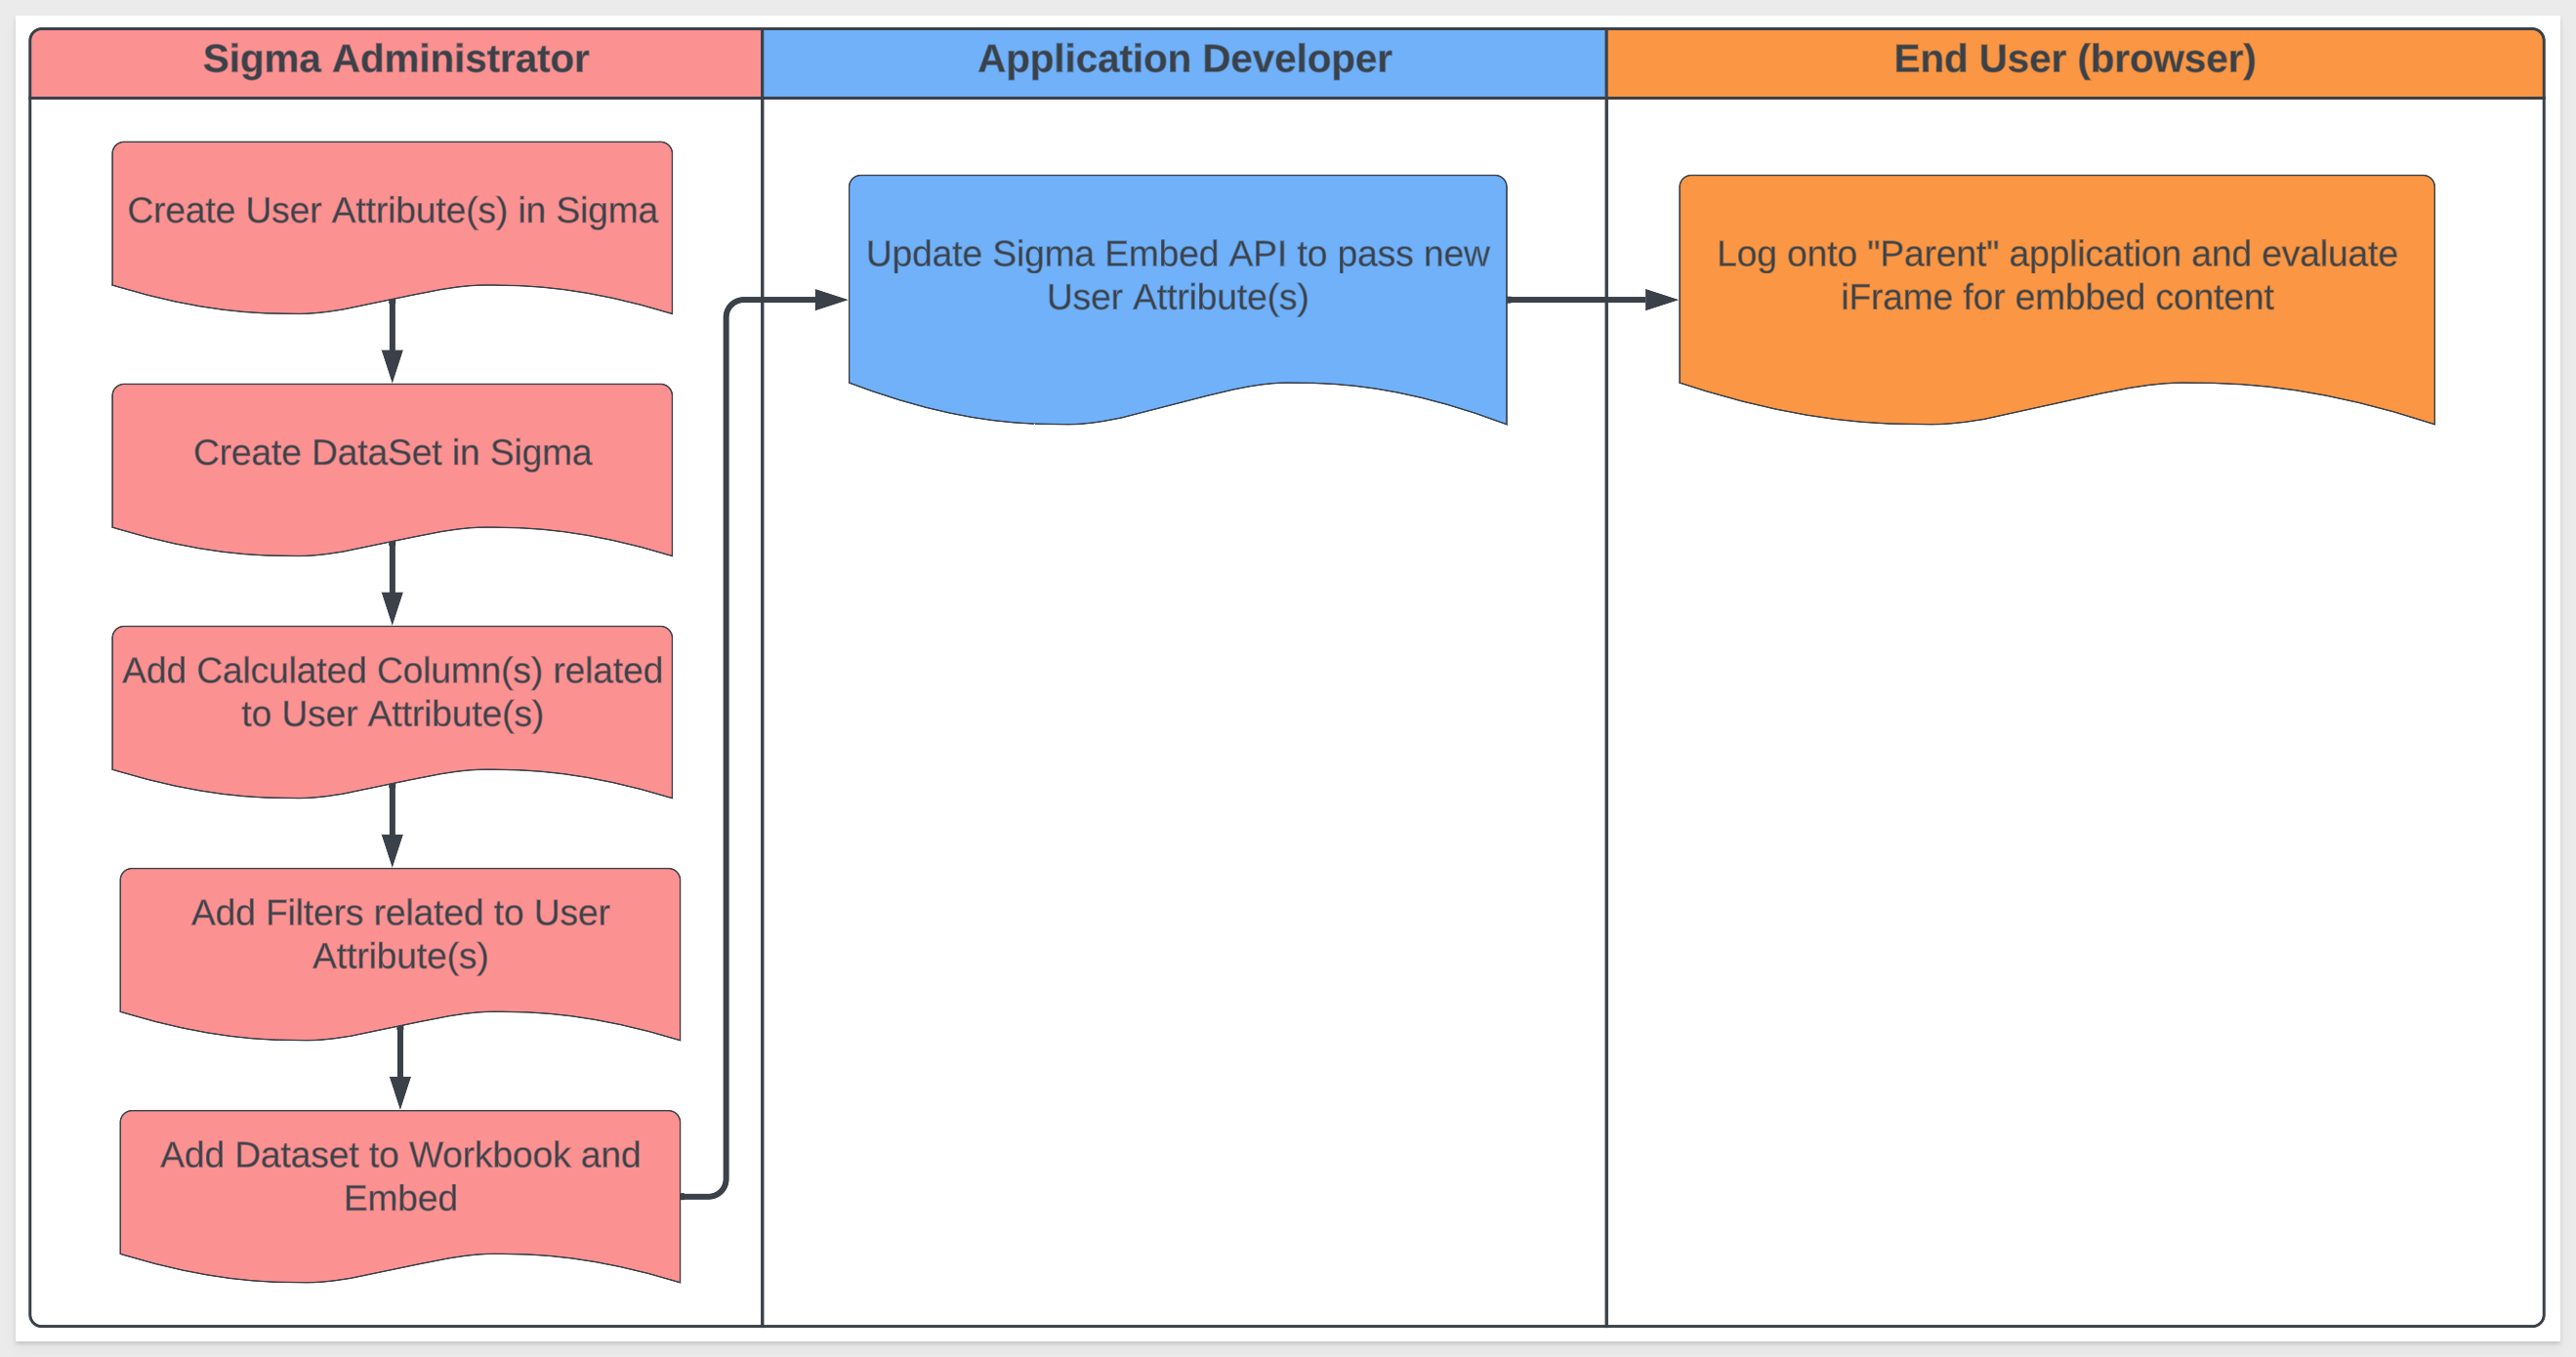 Sigma Administrator
Application Developer
End User (browser)
Create User Attribute(s) in Sigma
Create DataSet in Sigma
Add Calculated Column(s) related
to User Attribute(s)
Add Filters related to User
Attribute(s)
Add Dataset to Workbook and
Embed
Update Sigma Embed API to pass new
User Attribute(s)
Log onto "Parent" application and evaluate
iFrame for embbed content